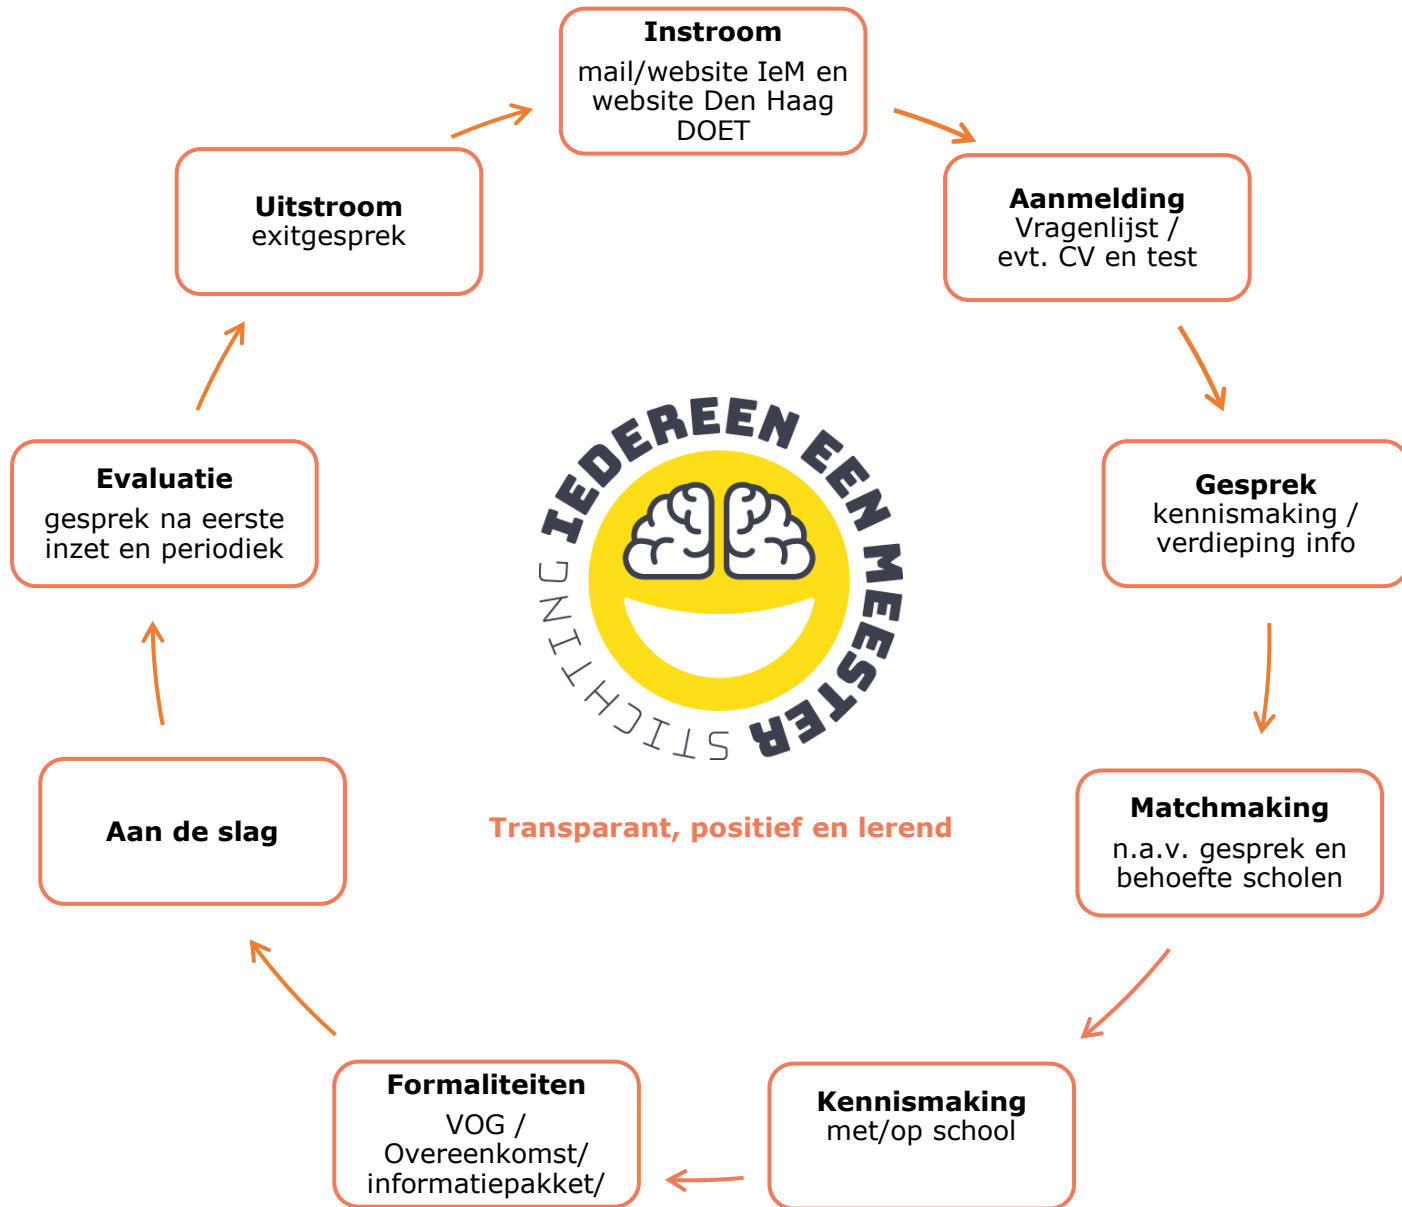 Instroom
mail/website IeM en
website Den Haag
DOET
Aanmelding
Vragenlijst /
evt. CV en test
Gesprek
kennismaking /
verdieping info
Matchmaking
n.a.v. gesprek en
behoefte scholen
Kennismaking
met/op school
Formaliteiten
VOG /
Overeenkomst/
informatiepakket/
Aan de slag
Evaluatie
gesprek na eerste
inzet en periodiek
Uitstroom
exitgesprek
STICHTING IEDEREEN EEN MEESTER
Transparant, positief en lerend